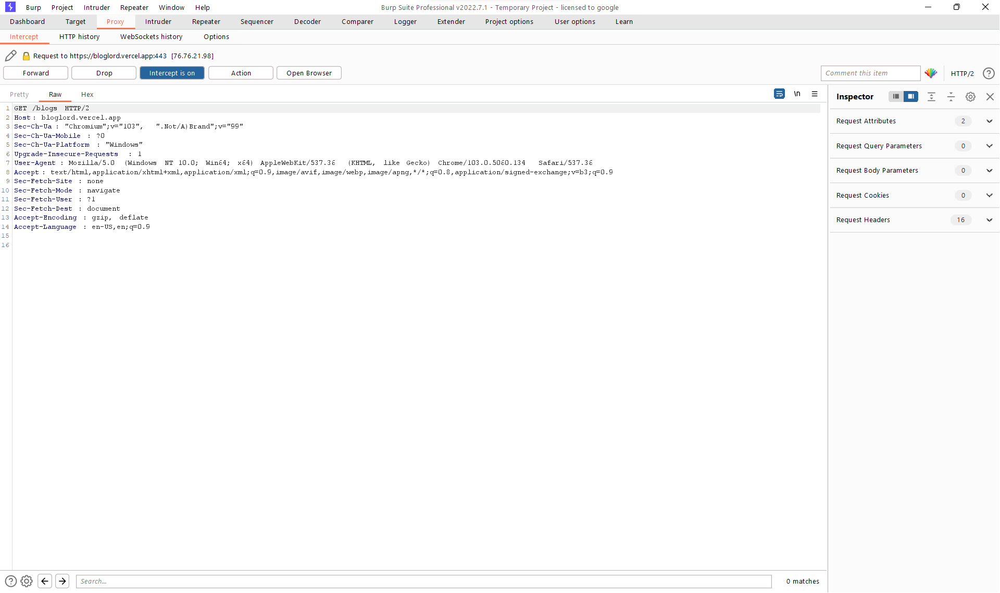 Burp Project Intruder Repeater Window Help
Burp Suite Professional v2022.7.1 - Temporary Project - licensed to google
Dashboard Target Proxy Intruder Repeater Sequencer Decoder Comparer Logger Extender Project options User options Learn
Intercept HTTP history WebSockets history Options
Request to https://bloglord.vercel.app:443 [76.76.21.98]
Forward Drop Intercept is on Action Open Browser
Comment this item HTTP/2 ?
Pretty Raw Hex \n
1 GET /blogs HTTP/2
2 Host: bloglord.vercel.app
3 Sec-Ch-Ua : "Chromium";v="103", ".Not/A)Brand";v="99"
4 Sec-Ch-Ua-Mobile : ?0
5 Sec-Ch-Ua-Platform : "Windows"
6 Upgrade-Insecure-Requests : 1
7 User-Agent : Mozilla/5.0 (Windows NT 10.0; Win64; x64) AppleWebKit/537.36 (KHTML, like Gecko) Chrome/103.0.5060.134 Safari/537.36
8 Accept : text/html,application/xhtml+xml,application/xml;q=0.9,image/avif,image/webp,image/apng,*/*;q=0.8,application/signed-exchange;v=b3;q=0.9
9 Sec-Fetch-Site : none
10 Sec-Fetch-Mode : navigate
11 Sec-Fetch-User : ?1
12 Sec-Fetch-Dest : document
13 Accept-Encoding : gzip, deflate
14 Accept-Language : en-US,en;q=0.9
15
16
Inspector
Request Attributes 2
Request Query Parameters 0
Request Body Parameters 0
Request Cookies 0
Request Headers 16
? Search... 0 matches